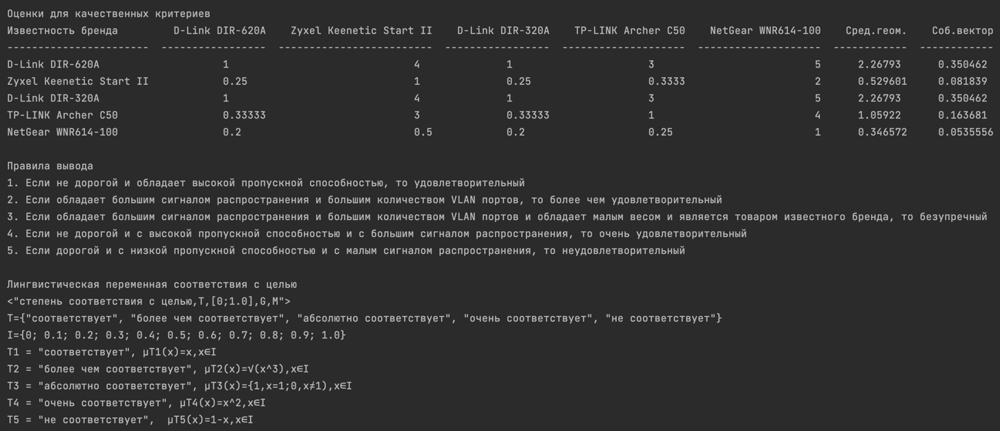 Оценки для качественных критериев
Известность бренда D-Link DIR-620A Zyxel Keenetic Start II D-Link DIR-320A TP-LINK Archer C50 NetGear WNR614-100 Сред.геом. Соб.вектор
----------------------- ----------------- ------------------------- ----------------- -------------------- -------------------- ------------ ------------
D-Link DIR-620A 1 4 1 3 5 2.26793 0.350462
Zyxel Keenetic Start II 0.25 1 0.25 0.3333 2 0.529601 0.081839
D-Link DIR-320A 1 4 1 3 5 2.26793 0.350462
TP-LINK Archer C50 0.33333 3 0.33333 1 4 1.05922 0.163681
NetGear WNR614-100 0.2 0.5 0.2 0.25 1 0.346572 0.0535556
Правила вывода
1. Если не дорогой и обладает высокой пропускной способностью, то удовлетворительный
2. Если обладает большим сигналом распространения и большим количеством VLAN портов, то более чем удовлетворительный
3. Если обладает большим сигналом распространения и большим количеством VLAN портов и обладает малым весом и является товаром известного бренда, то безупречный
4. Если не дорогой и с высокой пропускной способностью и с большим сигналом распространения, то очень удовлетворительный
5. Если дорогой и с низкой пропускной способностью и с малым сигналом распространения, то неудовлетворительный
Лингвистическая переменная соответствия с целью
<"степень соответствия с целью,T,[0;1.0],G,M">
T={"соответствует", "более чем соответствует", "абсолютно соответствует", "очень соответствует", "не соответствует"}
I={0; 0.1; 0.2; 0.3; 0.4; 0.5; 0.6; 0.7; 0.8; 0.9; 1.0}
T1 = "соответствует", µT1(x)=x,x∈I
T2 = "более чем соответствует", µT2(x)=√(x^3),x∈I
T3 = "абсолютно соответствует", µT3(x)={1,x=1;0,x≠1),x∈I
T4 = "очень соответствует", µT4(x)=x^2,x∈I
T5 = "не соответствует",  µT5(x)=1-x,x∈I